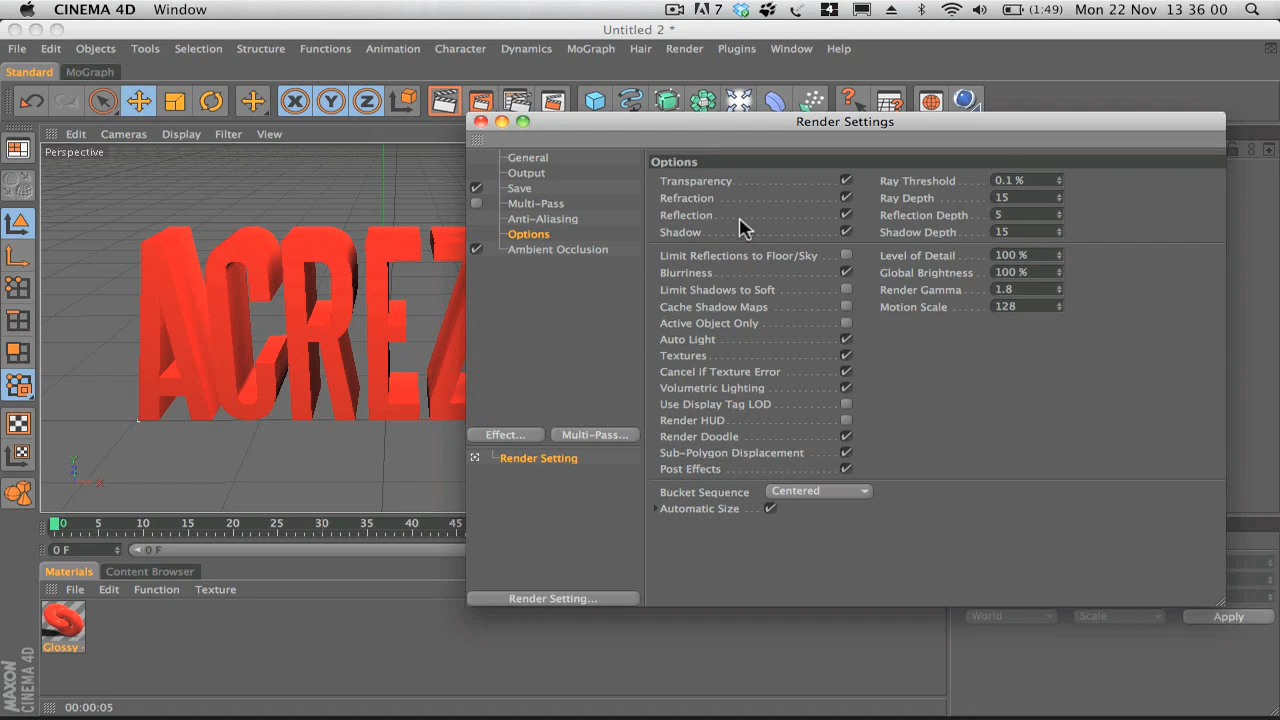 CINEMA 4D Window 7 (1:49) Mon 22 Nov 13 36 00
Untitled 2 *
File Edit Objects Tools Selection Structure Functions Animation Character Dynamics MoGraph Hair Render Plugins Window Help
Standard MoGraph
X Y Z
Render Settings
Edit Cameras Display Filter View
Perspective
ACREZ
Y
X
General
Output
Save
Multi-Pass
Anti-Aliasing
Options
Ambient Occlusion
Effect... Multi-Pass...
Render Setting
Render Setting...
Options
Transparency Ray Threshold 0.1 %
Refraction Ray Depth 15
Reflection Reflection Depth 5
Shadow Shadow Depth 15
Limit Reflections to Floor/Sky Level of Detail 100 %
Blurriness Global Brightness 100 %
Limit Shadows to Soft Render Gamma 1.8
Cache Shadow Maps Motion Scale 128
Active Object Only
Auto Light
Textures
Cancel if Texture Error
Volumetric Lighting
Use Display Tag LOD
Render HUD
Render Doodle
Sub-Polygon Displacement
Post Effects
Bucket Sequence Centered
Automatic Size
0 5 10 15 20 25 30 35 40 45
0 F 0 F
Materials Content Browser
File Edit Function Texture
Glossy
World Scale Apply
MAXON
CINEMA 4D
00:00:05